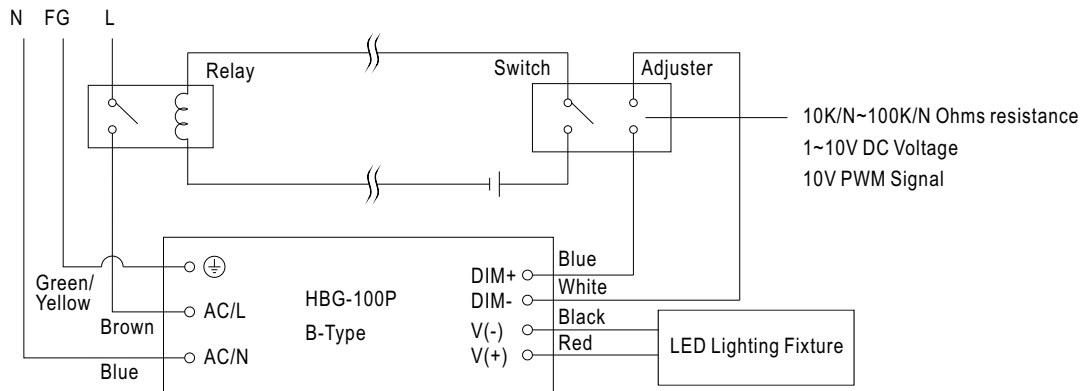 N FG L
Relay
Switch
Adjuster
10K/N~100K/N Ohms resistance
1~10V DC Voltage
10V PWM Signal
Green/
Yellow
Brown
Blue
AC/L
AC/N
HBG-100P
B-Type
DIM+
DIM-
V(-)
V(+)
Blue
White
Black
Red
LED Lighting Fixture